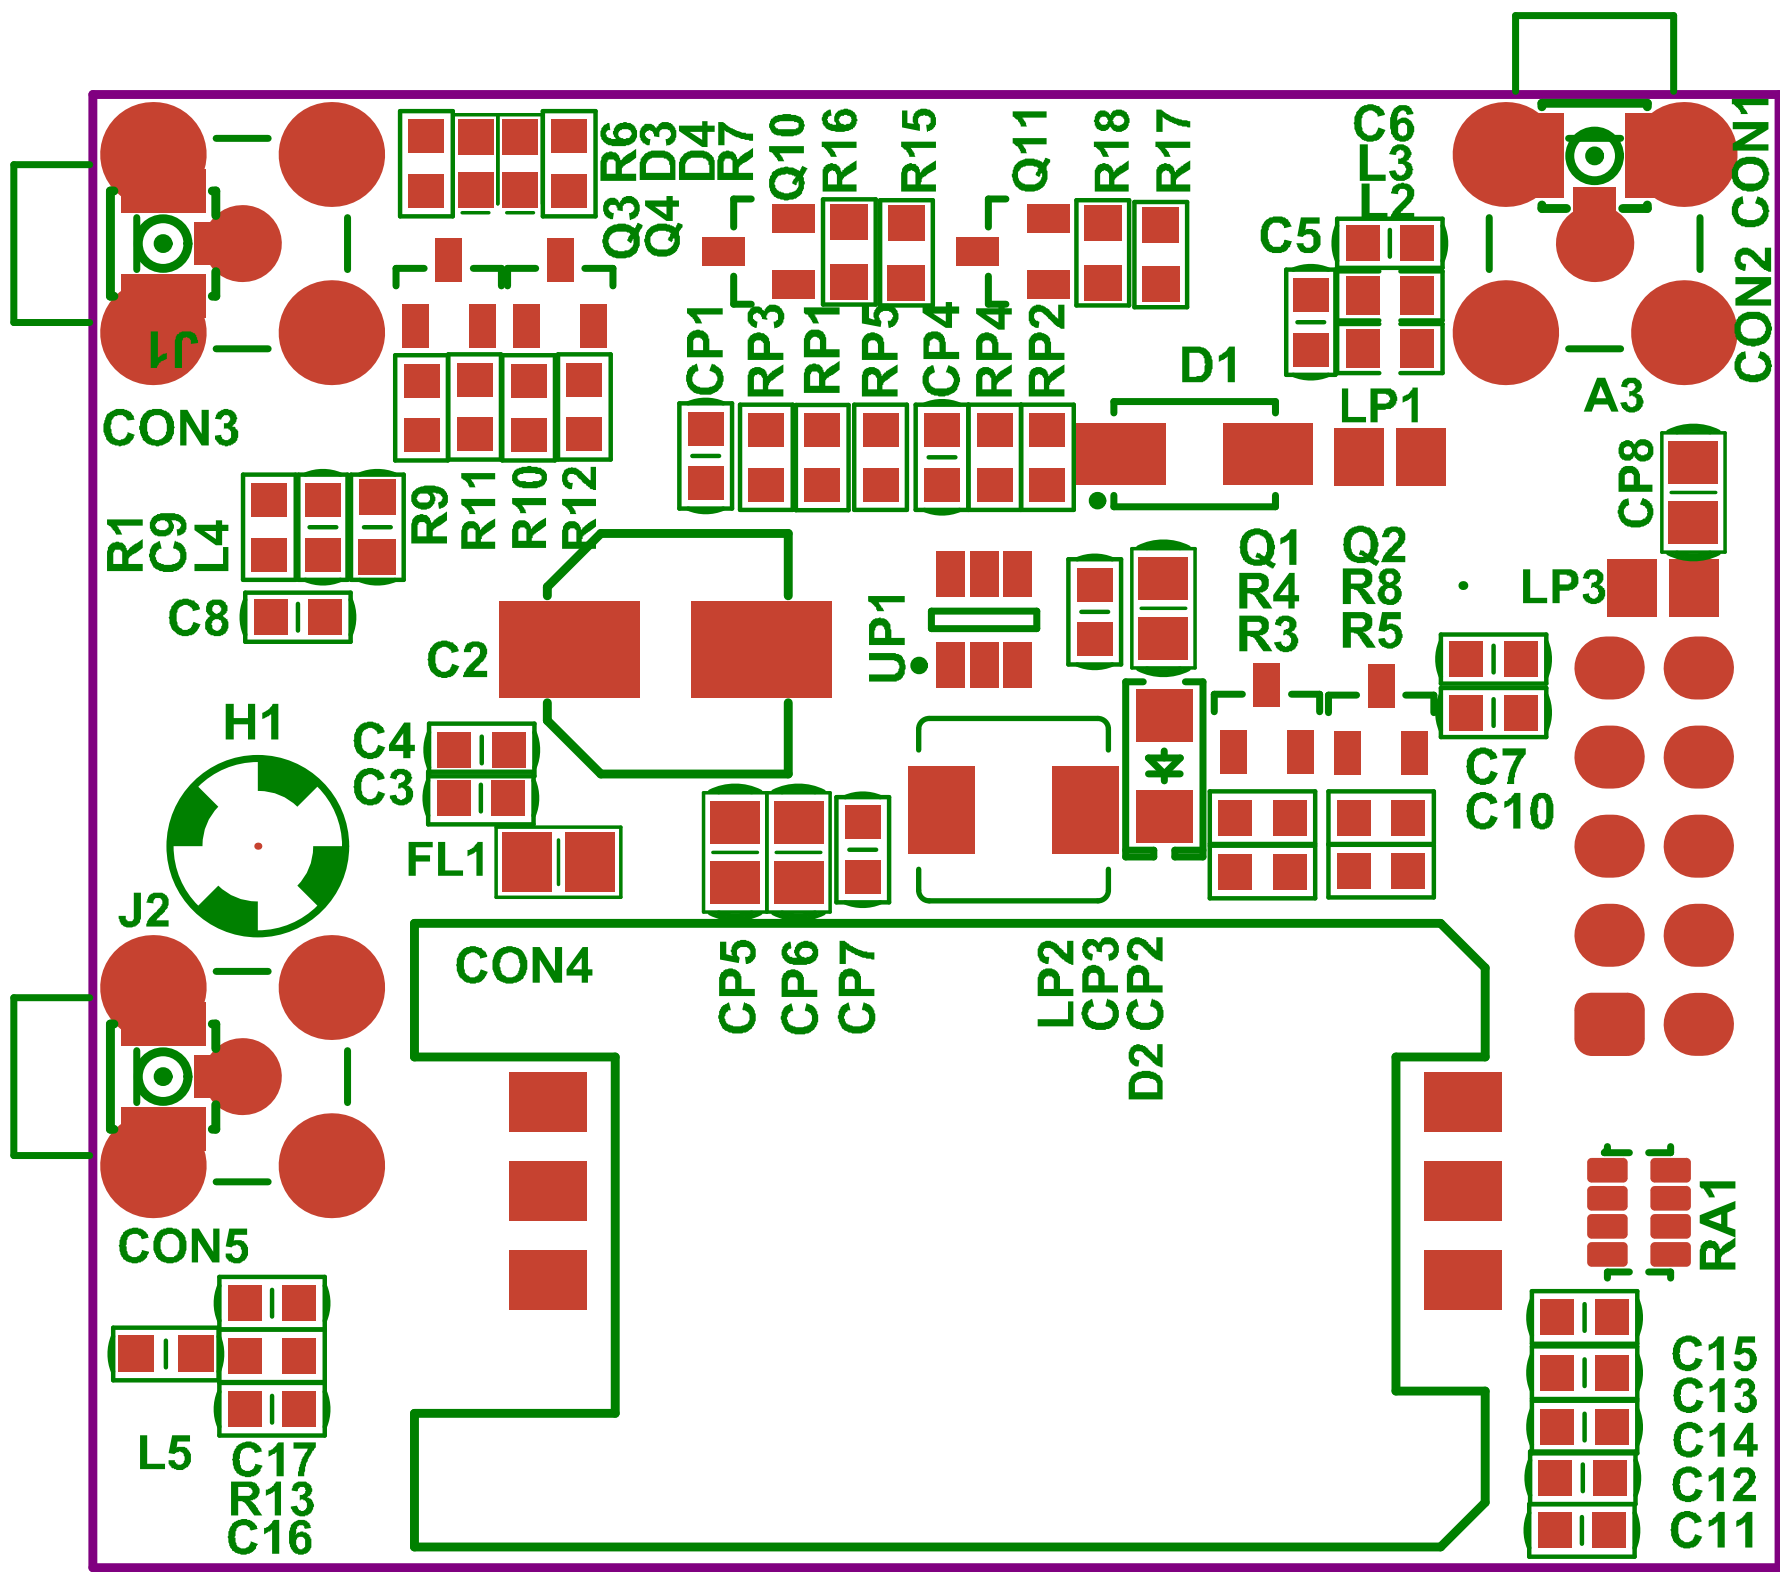 R6
D3
D4
R7
Q10
R16
R15
Q11
R18
R17
C6
L3
L2
CON1
Q3
Q4
C5
CON2
J1
CP1
RP3
RP1
RP5
CP4
RP4
RP2
D1
A3
LP1
CON3
CP8
R1
C9
L4
R9
R11
R10
R12
Q1
R4
R3
Q2
R8
R5
LP3
C8
C2
UP1
H1
C4
C3
C7
C10
FL1
J2
CON4
CP5
CP6
CP7
LP2
CP3
CP2
D2
CON5
RA1
C15
C13
C14
C12
C11
L5
C17
R13
C16